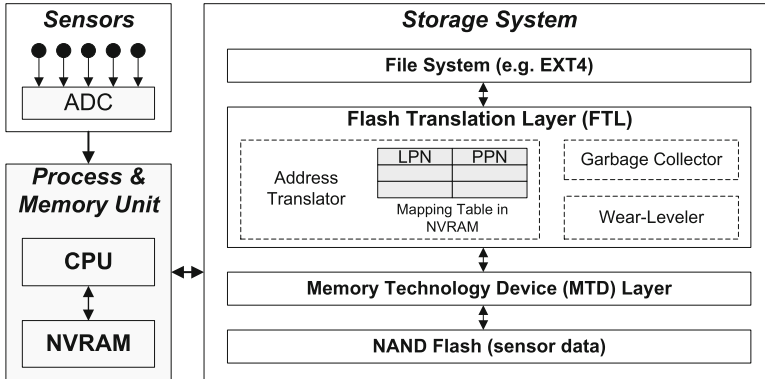 Sensors
ADC
Process &
Memory Unit
CPU
NVRAM
Storage System
File System (e.g. EXT4)
Flash Translation Layer (FTL)
Address
Translator
LPN PPN
Mapping Table in
NVRAM
Garbage Collector
Wear-Leveler
Memory Technology Device (MTD) Layer
NAND Flash (sensor data)